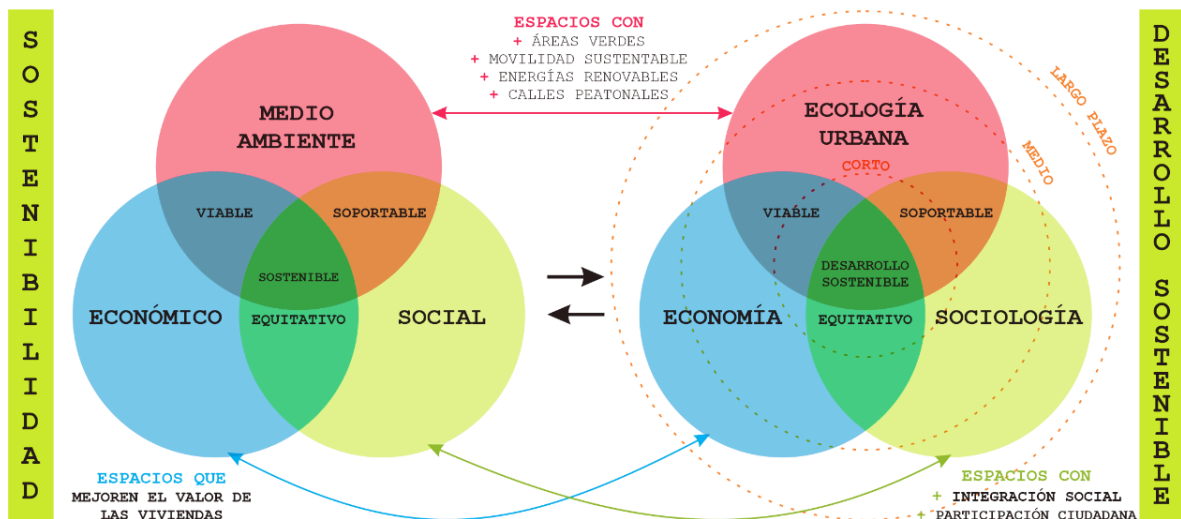 SOSTENIBILIDAD
ESPACIOS CON
+ ÁREAS VERDES
+ MOVILIDAD SUSTENTABLE
+ ENERGÍAS RENOVABLES
+ CALLES PEATONALES
MEDIO
AMBIENTE
VIABLE
SOPORTABLE
SOSTENIBLE
ECONÓMICO
EQUITATIVO
SOCIAL
ECOLOGÍA
URBANA
LARGO PLAZO
MEDIO
CORTO
VIABLE
SOPORTABLE
DESARROLLO
SOSTENIBLE
ECONOMÍA
EQUITATIVO
SOCIOLOGÍA
ESPACIOS QUE
MEJOREN EL VALOR DE
LAS VIVIENDAS
ESPACIOS CON
+ INTEGRACIÓN SOCIAL
+ PARTICIPACIÓN CIUDADANA
DESARROLLO SOSTENIBLE